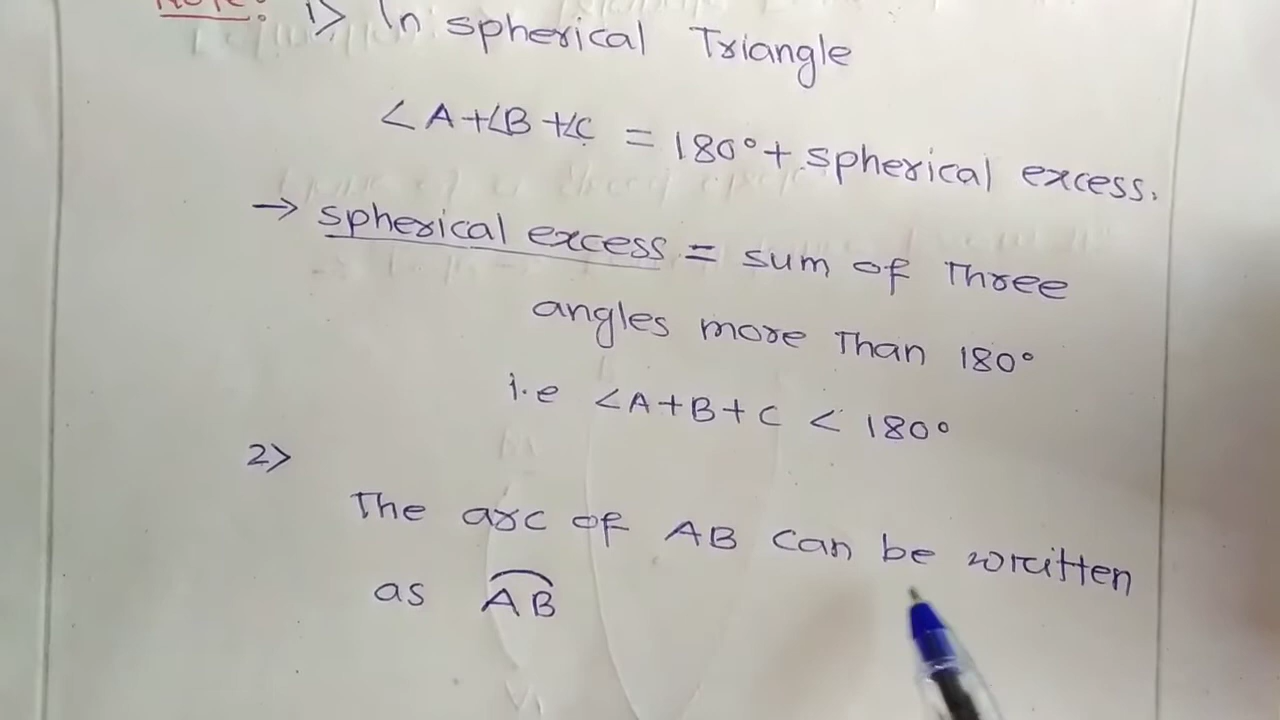 Note: 1> In spherical Triangle
∠A+∠B+∠C = 180°+ spherical excess.
→ spherical excess = sum of Three
angles more Than 180°
i.e ∠A+B+C < 180°
2>
The arc of AB can be written
as A͡B